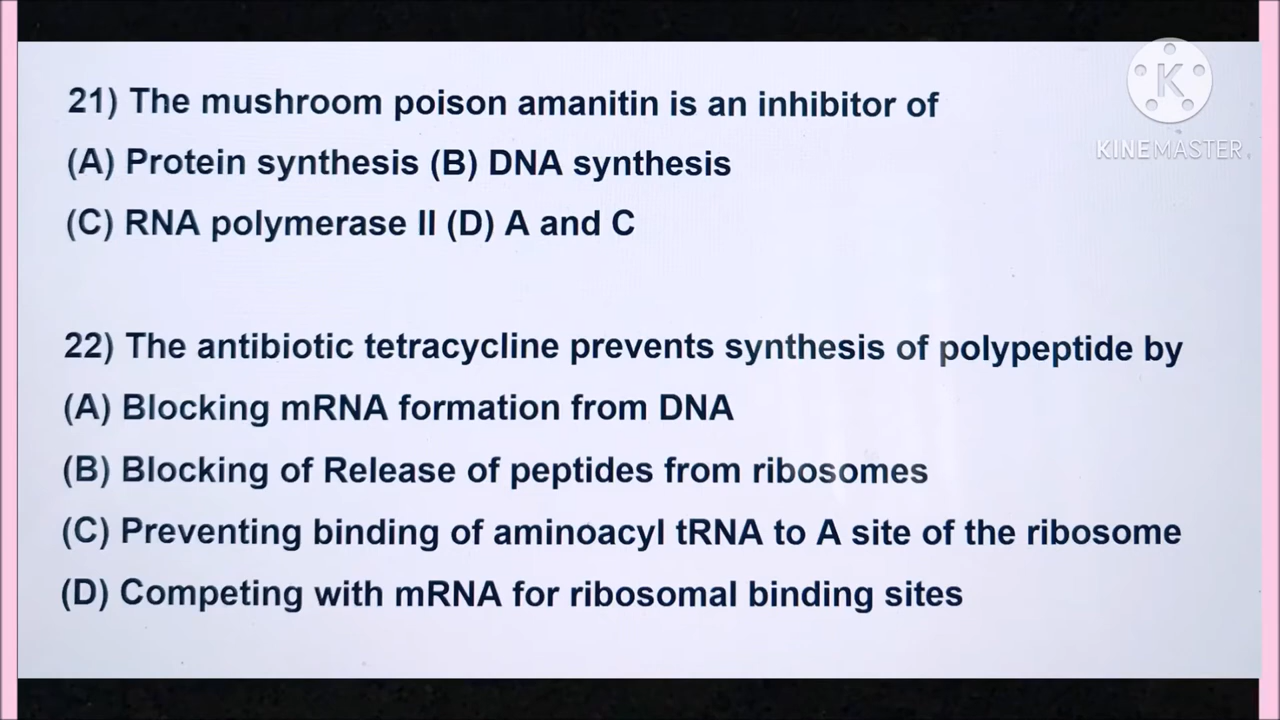 21) The mushroom poison amanitin is an inhibitor of
(A) Protein synthesis (B) DNA synthesis
(C) RNA polymerase II (D) A and C
22) The antibiotic tetracycline prevents synthesis of polypeptide by
(A) Blocking mRNA formation from DNA
(B) Blocking of Release of peptides from ribosomes
(C) Preventing binding of aminoacyl tRNA to A site of the ribosome
(D) Competing with mRNA for ribosomal binding sites
K
KINEMASTER